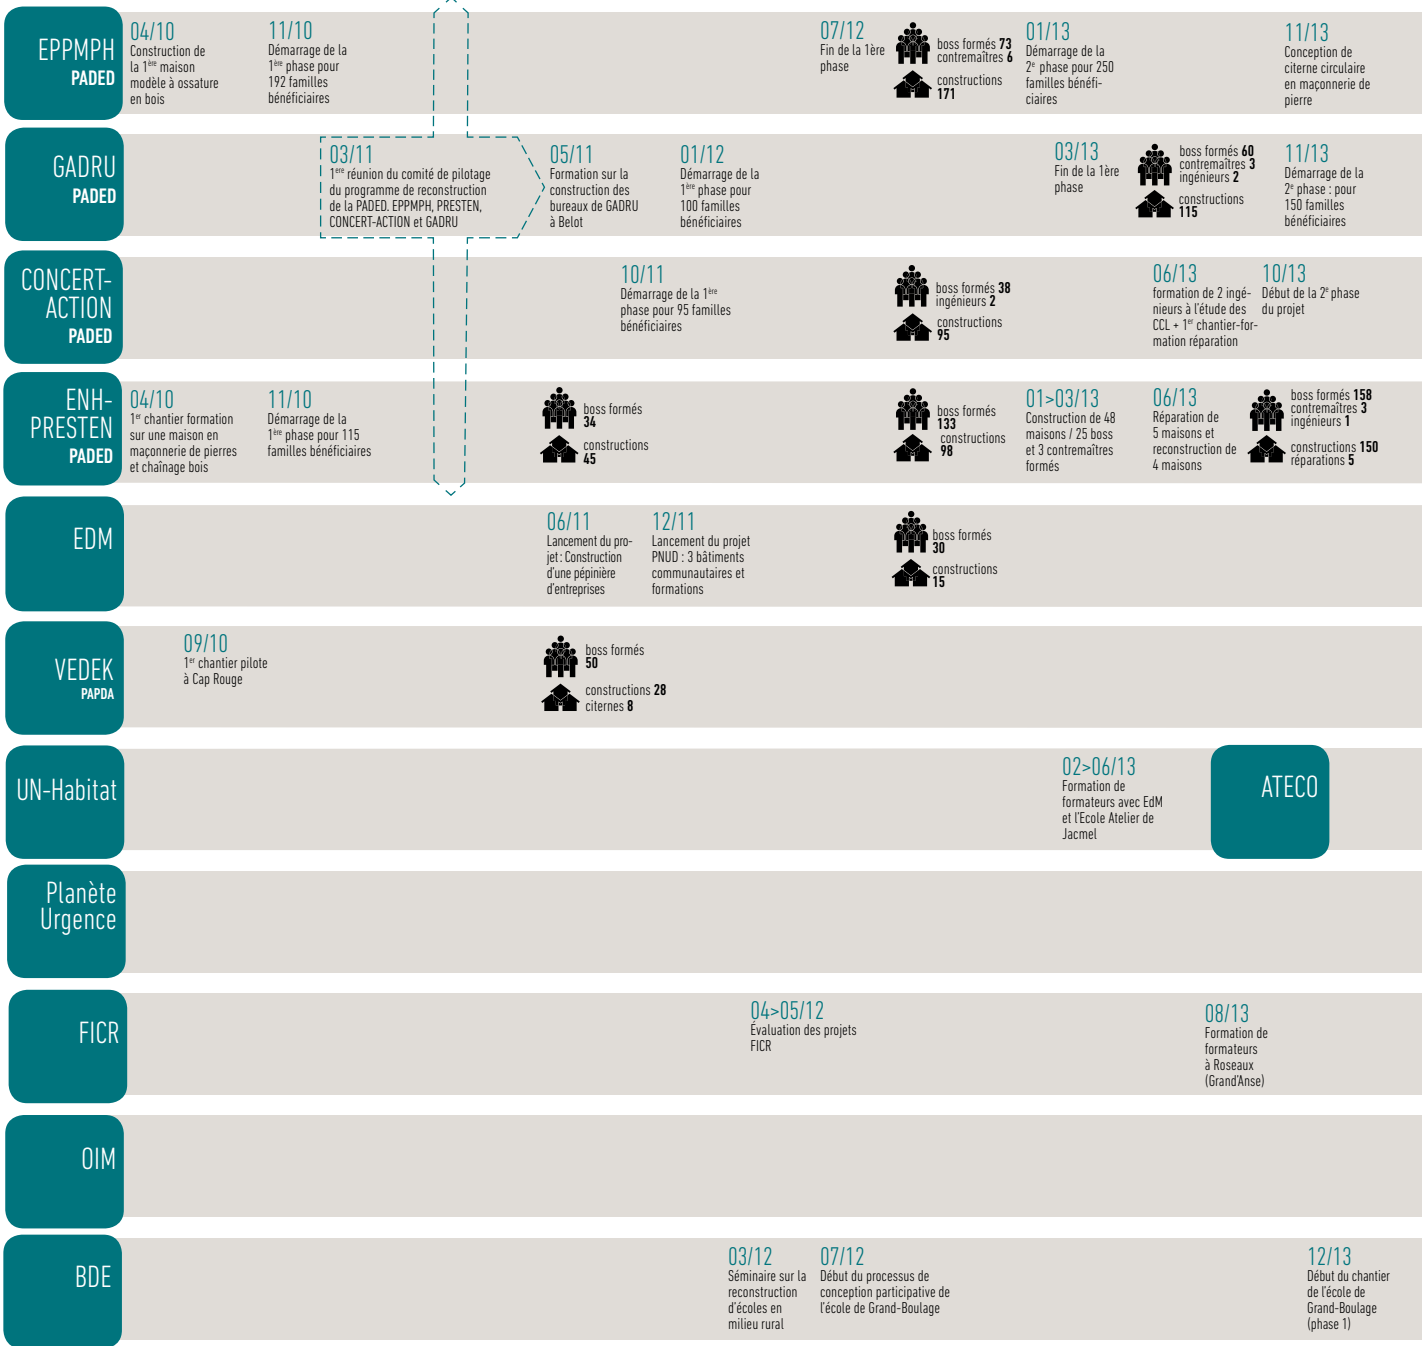 EPPMPH
PADED
04/10
Construction de
la 1ère maison
modèle à ossature
en bois
11/10
Démarrage de la
1ère phase pour
192 familles
bénéficiaires
07/12
Fin de la 1ère
phase
boss formés 73
contremaîtres 6
constructions
171
01/13
Démarrage de la
2e phase pour 250
familles bénéfi-
ciaires
11/13
Conception de
citerne circulaire
en maçonnerie de
pierre
GADRU
PADED
03/11
1ere réunion du comité de pilotage
du programme de reconstruction
de la PADED. EPPMPH, PRESTEN,
CONCERT-ACTION et GADRU
05/11
Formation sur la
construction des
bureaux de GADRU
à Belot
01/12
Démarrage de la
1ère phase pour
100 familles
bénéficiaires
03/13
Fin de la 1ère
phase
boss formés 60
contremaîtres 3
ingénieurs 2
constructions
115
11/13
Démarrage de la
2e phase : pour
150 familles
bénéficiaires
CONCERT-
ACTION
PADED
10/11
Démarrage de la 1ère
phase pour 95 familles
bénéficiaires
boss formés 38
ingénieurs 2
constructions
95
06/13
formation de 2 ingé-
nieurs à l'étude des
CCL + 1er chantier-for-
mation réparation
10/13
Début de la 2e phase
du projet
ENH-
PRESTEN
PADED
04/10
1er chantier formation
sur une maison en
maçonnerie de pierres
et chaînage bois
11/10
Démarrage de la
1ère phase pour 115
familles bénéficiaires
boss formés
34
constructions
45
boss formés
133
constructions
98
01>03/13
Construction de 48
maisons / 25 boss
et 3 contremaîtres
formés
06/13
Réparation de
5 maisons et
reconstruction de
4 maisons
boss formés 158
contremaîtres 3
ingénieurs 1
constructions 150
réparations 5
EDM
06/11
Lancement du pro-
jet : Construction
d'une pépinière
d'entreprises
12/11
Lancement du projet
PNUD : 3 bâtiments
communautaires et
formations
boss formés
30
constructions
15
VEDEK
PAPDA
09/10
1er chantier pilote
à Cap Rouge
boss formés
50
constructions 28
citernes 8
UN-Habitat
02>06/13
Formation de
formateurs avec EdM
et l'Ecole Atelier de
Jacmel
ATECO
Planète
Urgence
FICR
04>05/12
Évaluation des projets
FICR
08/13
Formation de
formateurs
à Roseaux
(Grand'Anse)
OIM
BDE
03/12
Séminaire sur la
reconstruction
d'écoles en
milieu rural
07/12
Début du processus de
conception participative de
l'école de Grand-Boulage
12/13
Début du chantier
de l'école de
Grand-Boulage
(phase 1)